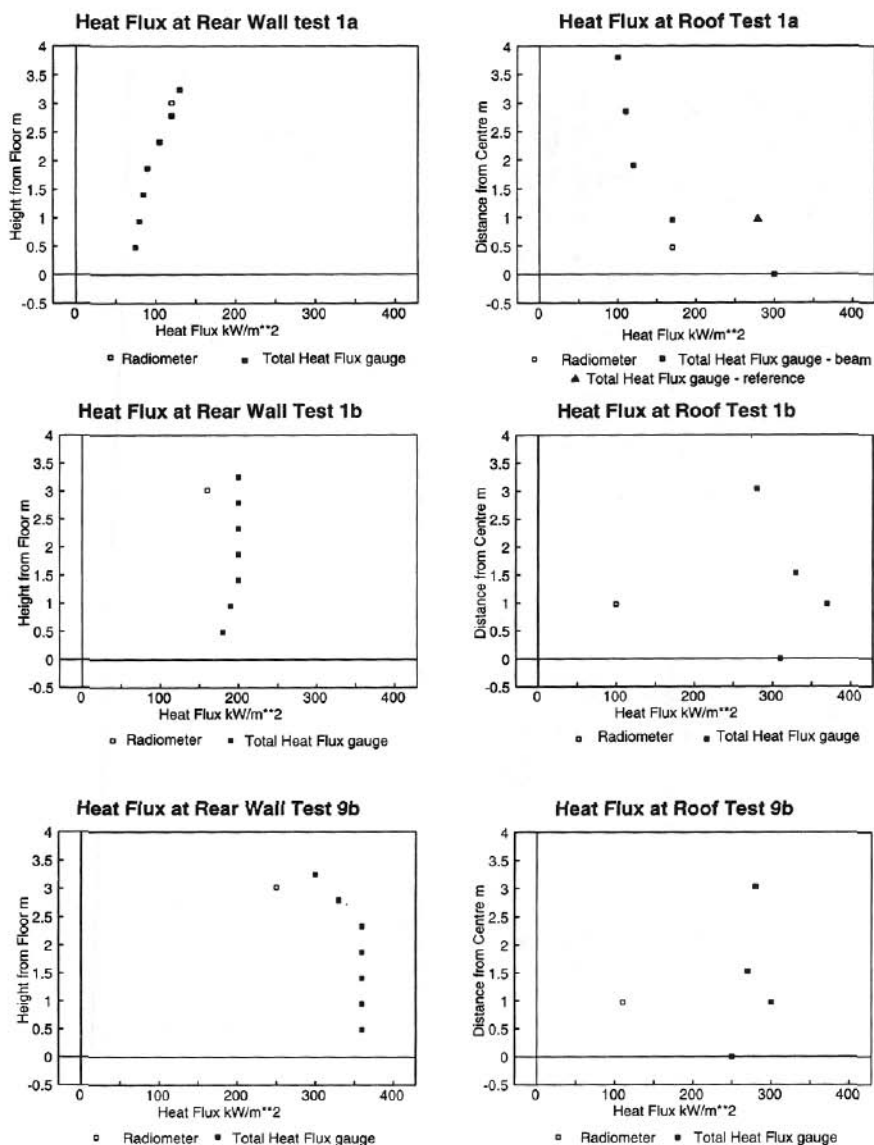 Heat Flux at Rear Wall test 1a
4
3.5
3
2.5
2
1.5
1
0.5
0
-0.5
Height from Floor m
0 100 200 300 400
Heat Flux kW/m**2
Radiometer Total Heat Flux gauge
Heat Flux at Roof Test 1a
4
3.5
3
2.5
2
1.5
1
0.5
0
-0.5
Distance from Centre m
0 100 200 300 400
Heat Flux kW/m**2
Radiometer Total Heat Flux gauge - beam
Total Heat Flux gauge - reference
Heat Flux at Rear Wall Test 1b
4
3.5
3
2.5
2
1.5
1
0.5
0
-0.5
Height from Floor m
0 100 200 300 400
Heat Flux kW/m**2
Radiometer Total Heat Flux gauge
Heat Flux at Roof Test 1b
4
3.5
3
2.5
2
1.5
1
0.5
0
-0.5
Distance from Centre m
0 100 200 300 400
Heat Flux kW/m**2
Radiometer Total Heat Flux gauge
Heat Flux at Rear Wall Test 9b
4
3.5
3
2.5
2
1.5
1
0.5
0
-0.5
Height from Floor m
0 100 200 300 400
Heat Flux kW/m**2
Radiometer Total Heat Flux gauge
Heat Flux at Roof Test 9b
4
3.5
3
2.5
2
1.5
1
0.5
0
-0.5
Distance from Centre m
0 100 200 300 400
Heat Flux kW/m**2
Radiometer Total Heat Flux gauge